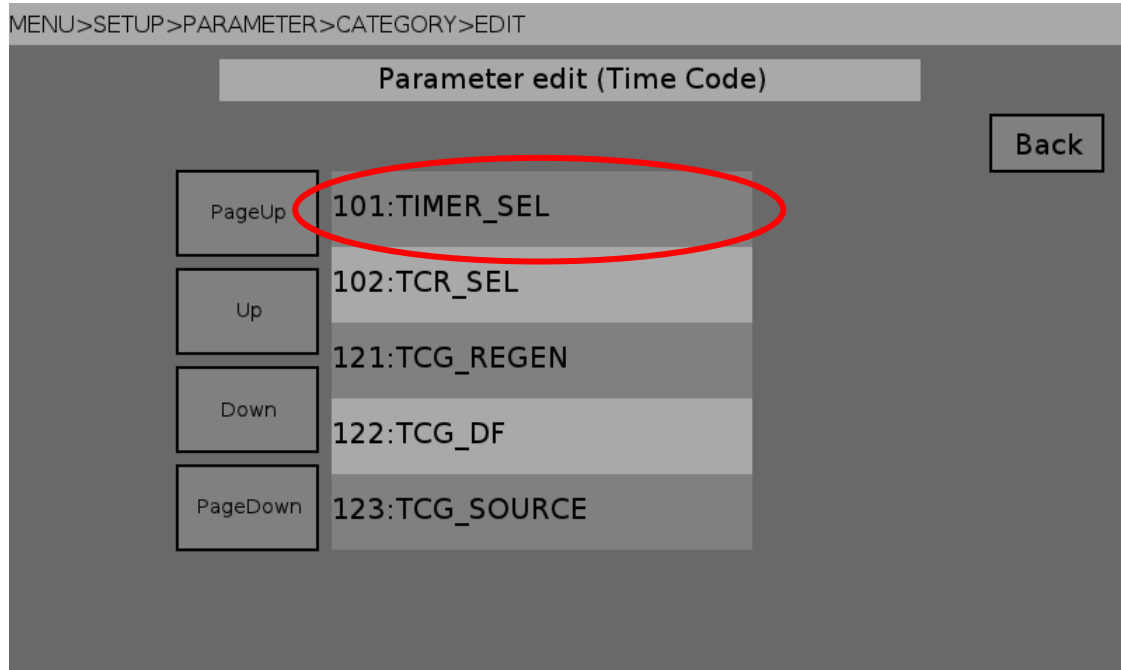 MENU>SETUP>PARAMETER>CATEGORY>EDIT
Parameter edit (Time Code)
Back
PageUp
101:TIMER_SEL
102:TCR_SEL
Up
121:TCG_REGEN
Down
122:TCG_DF
PageDown
123:TCG_SOURCE